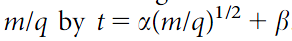 m/q by t = α(m/q)^{1/2} + β